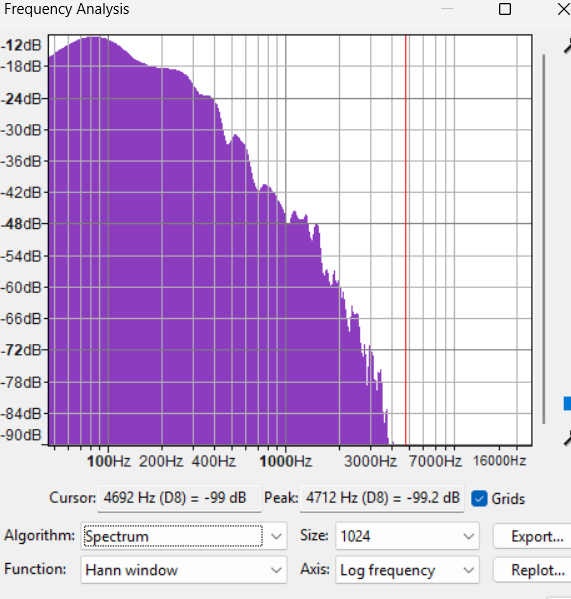 Frequency Analysis
-12dB
-18dB
-24dB
-30dB
-36dB
-42dB
-48dB
-54dB
-60dB
-66dB
-72dB
-78dB
-84dB
-90dB
100Hz 200Hz 400Hz 1000Hz 3000Hz 7000Hz 16000Hz
Cursor: 4692 Hz (D8) = -99 dB Peak: 4712 Hz (D8) = -99.2 dB Grids
Algorithm: Spectrum Size: 1024 Export...
Function: Hann window Axis: Log frequency Replot...